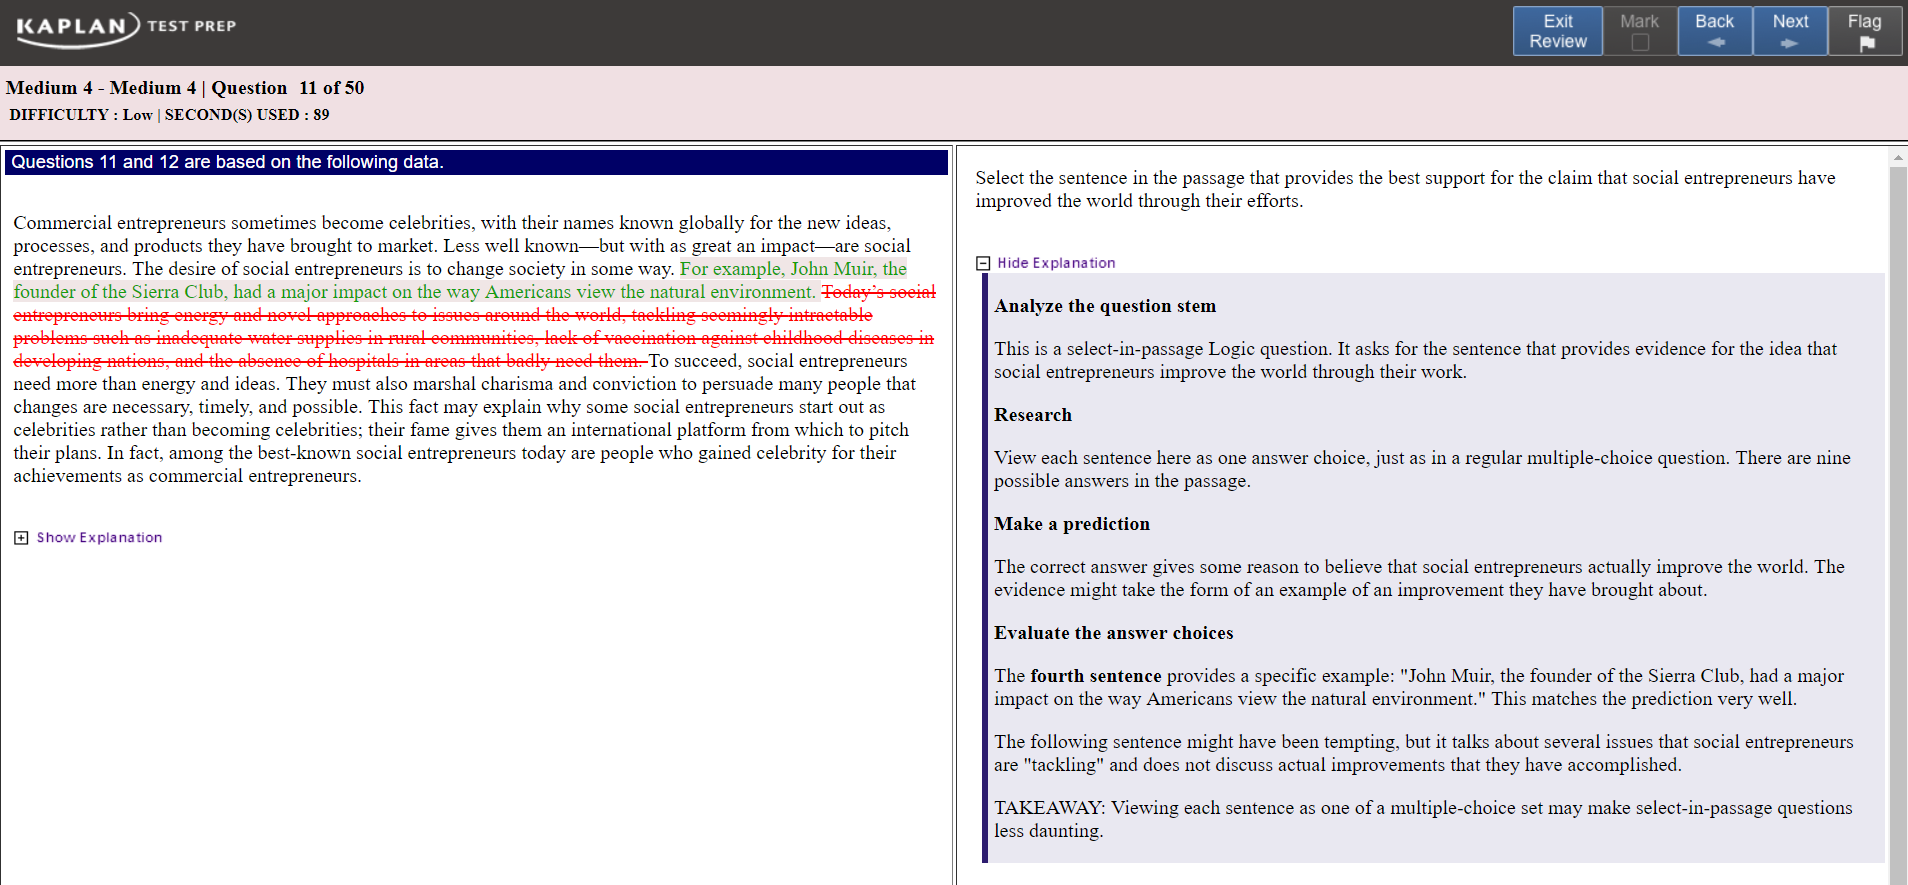 KAPLAN TEST PREP
Exit Review
Mark
Back
Next
Flag
Medium 4 - Medium 4 | Question 11 of 50
DIFFICULTY : Low | SECOND(S) USED : 89
Questions 11 and 12 are based on the following data.
Commercial entrepreneurs sometimes become celebrities, with their names known globally for the new ideas,
processes, and products they have brought to market. Less well known—but with as great an impact—are social
entrepreneurs. The desire of social entrepreneurs is to change society in some way. For example, John Muir, the
founder of the Sierra Club, had a major impact on the way Americans view the natural environment. Today's social
entrepreneurs bring energy and novel approaches to issues around the world, tackling seemingly intractable
problems such as inadequate water supplies in rural communities, lack of vaccination against childhood diseases in
developing nations, and the absence of hospitals in areas that badly need them. To succeed, social entrepreneurs
need more than energy and ideas. They must also marshal charisma and conviction to persuade many people that
changes are necessary, timely, and possible. This fact may explain why some social entrepreneurs start out as
celebrities rather than becoming celebrities; their fame gives them an international platform from which to pitch
their plans. In fact, among the best-known social entrepreneurs today are people who gained celebrity for their
achievements as commercial entrepreneurs.
Show Explanation
Select the sentence in the passage that provides the best support for the claim that social entrepreneurs have
improved the world through their efforts.
Hide Explanation
Analyze the question stem
This is a select-in-passage Logic question. It asks for the sentence that provides evidence for the idea that
social entrepreneurs improve the world through their work.
Research
View each sentence here as one answer choice, just as in a regular multiple-choice question. There are nine
possible answers in the passage.
Make a prediction
The correct answer gives some reason to believe that social entrepreneurs actually improve the world. The
evidence might take the form of an example of an improvement they have brought about.
Evaluate the answer choices
The fourth sentence provides a specific example: "John Muir, the founder of the Sierra Club, had a major
impact on the way Americans view the natural environment." This matches the prediction very well.
The following sentence might have been tempting, but it talks about several issues that social entrepreneurs
are "tackling" and does not discuss actual improvements that they have accomplished.
TAKEAWAY: Viewing each sentence as one of a multiple-choice set may make select-in-passage questions
less daunting.